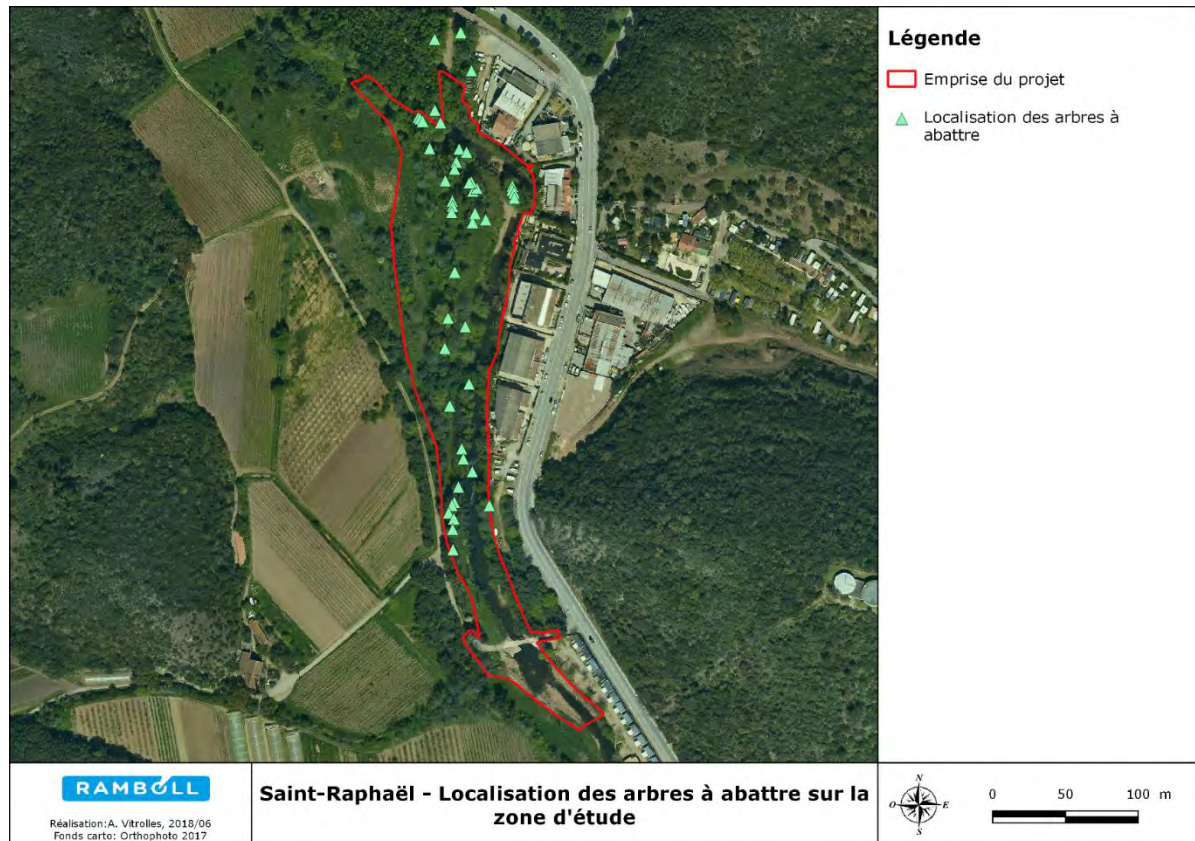 Légende
Emprise du projet
Localisation des arbres à
abattre
RAMBOLL
Réalisation:A. Vitrolles, 2018/06
Fonds carto: Orthophoto 2017
Saint-Raphaël - Localisation des arbres à abattre sur la
zone d'étude
N
O
E
S
0 50 100 m